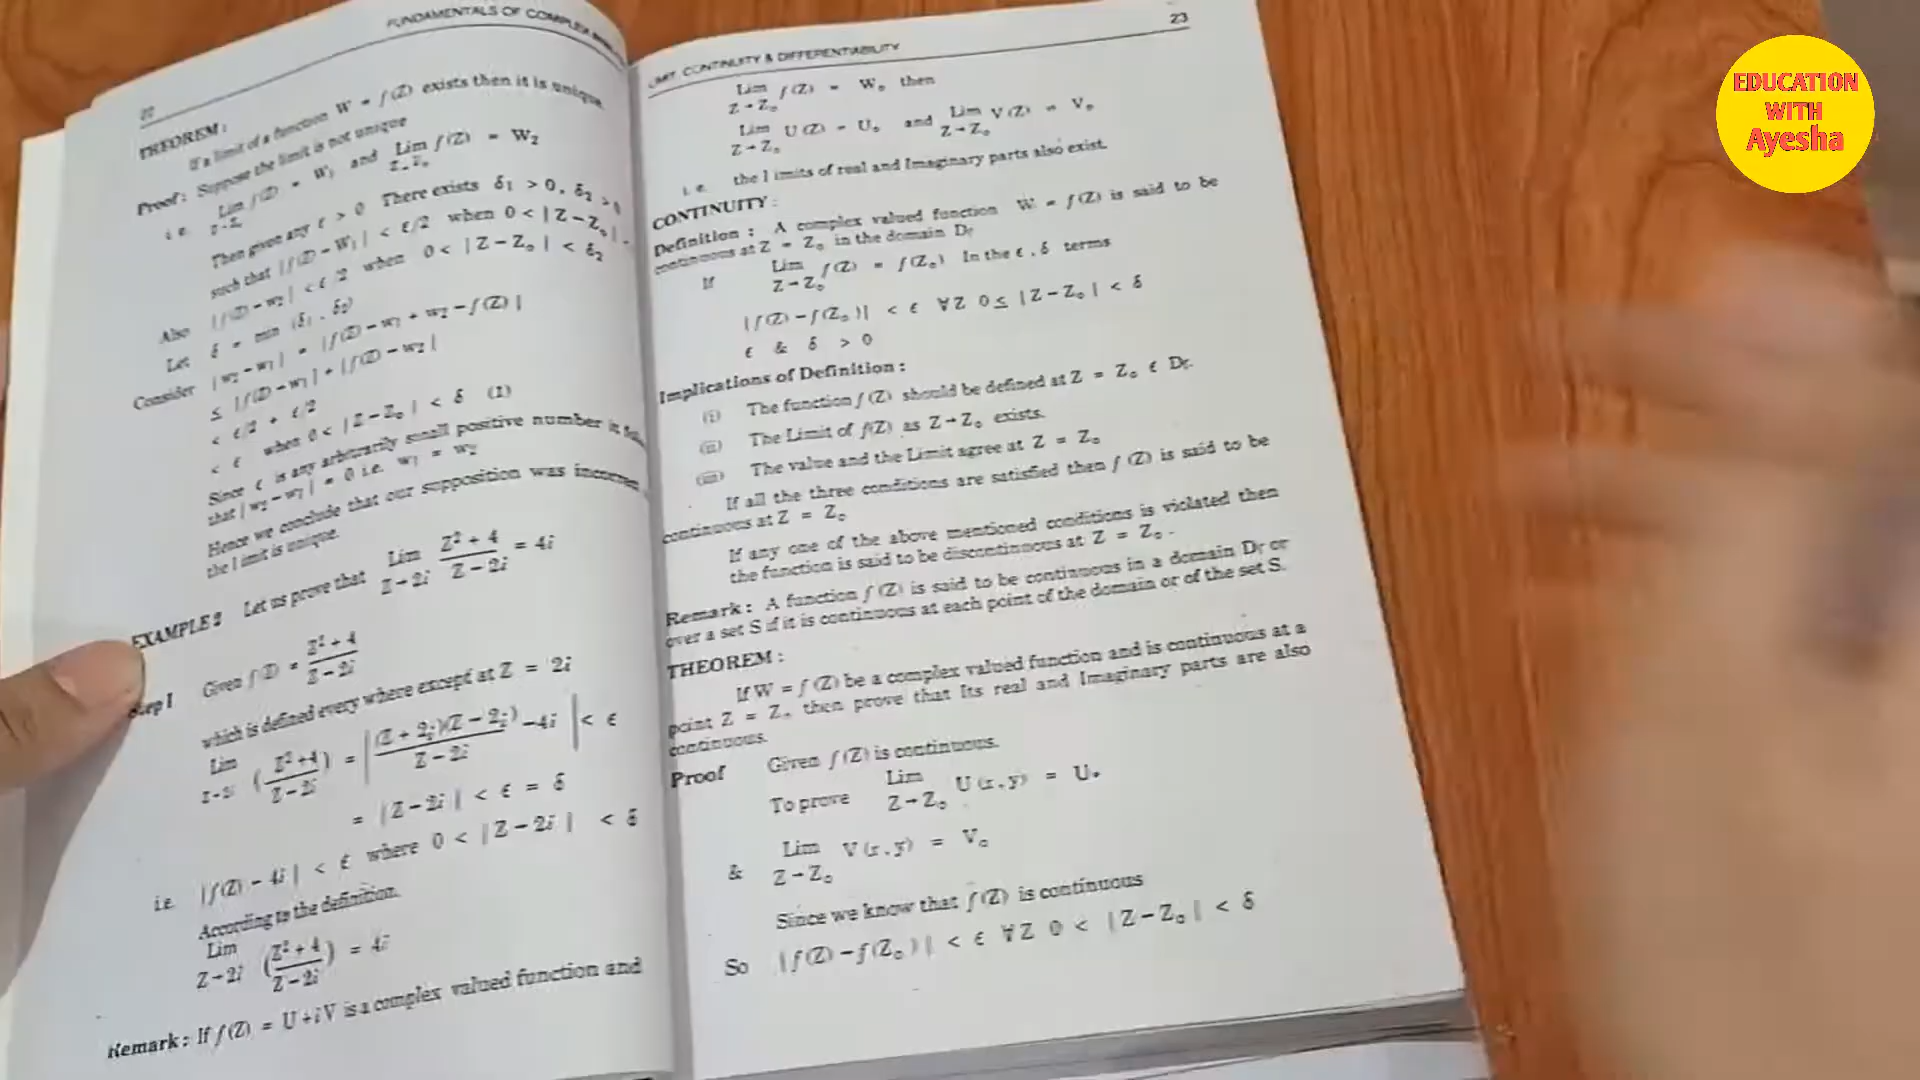 FUNDAMENTALS OF COMPLEX
22
THEOREM :
If a limit of a function W = f(Z) exists then it is unique.
Proof : Suppose the limit is not unique
i. e. Lim f(Z) = W₁ and Lim f(Z) = W₂
Z→Z₀ Z→Z₀
Then given any ε > 0 There exists δ₁ > 0, δ₂ > 0
such that |f(Z) – W₁| < ε/2 when 0 < |Z – Z₀|
Also |f(Z) – w₂| < ε/2 when 0 < |Z – Z₀| < δ₂
Let δ = min (δ₁, δ₂)
Consider |w₂ – w₁| = |f(Z) – w₁ + w₂ – f(Z)|
≤ |f(Z) – w₁| + |f(Z) – w₂|
< ε/2 + ε/2
< ε when 0 < |Z – Z₀| < δ (1)
Since ε is any arbitrarily small positive number it
that |w₂ – w₁| = 0 i.e. w₁ = w₂
Hence we conclude that our supposition was incorrect
the limit is unique.
EXAMPLE 2 Let us prove that Lim Z² + 4 / Z – 2i = 4i
Z→2i
Step I Given f(Z) = Z² + 4 / Z – 2i
which is defined every where except at Z = 2i
Lim (Z² + 4 / Z – 2i) = |(Z + 2i)(Z – 2i) / Z – 2i – 4i| < ε
Z→2i
= |Z – 2i| < ε = δ
i.e. |f(Z) – 4i| < ε where 0 < |Z – 2i| < δ
According to the definition.
Lim (Z² + 4 / Z – 2i) = 4i
Z→2i
Remark : If f(Z) = U + iV is a complex valued function and
LIMIT, CONTINUITY & DIFFERENTIABILITY 23
Lim f(Z) = W₀ then
Z→Z₀
Lim U(Z) = U₀ and Lim V(Z) = V₀
Z→Z₀ Z→Z₀
i. e. the limits of real and Imaginary parts also exist.
CONTINUITY :
Definition : A complex valued function W = f(Z) is said to be
continuous at Z = Z₀ in the domain Df
If Lim f(Z) = f(Z₀) In the ε, δ terms
Z→Z₀
|f(Z) – f(Z₀)| < ε ∀Z 0 ≤ |Z – Z₀| < δ
ε & δ > 0
Implications of Definition :
(i) The function f(Z) should be defined at Z = Z₀ ε Df.
(ii) The Limit of f(Z) as Z→Z₀ exists.
(iii) The value and the Limit agree at Z = Z₀
If all the three conditions are satisfied then f(Z) is said to be
continuous at Z = Z₀
If any one of the above mentioned conditions is violated then
the function is said to be discontinuous at Z = Z₀.
Remark : A function f(Z) is said to be continuous in a domain Df or
over a set S if it is continuous at each point of the domain or of the set S.
THEOREM :
If W = f(Z) be a complex valued function and is continuous at a
point Z = Z₀ then prove that Its real and Imaginary parts are also
continuous.
Proof Given f(Z) is continuous.
To prove Lim U(x, y) = U₀
Z→Z₀
& Lim V(x, y) = V₀
Z→Z₀
Since we know that f(Z) is continuous
So |f(Z) – f(Z₀)| < ε ∀Z 0 < |Z – Z₀| < δ
EDUCATION
WITH
Ayesha